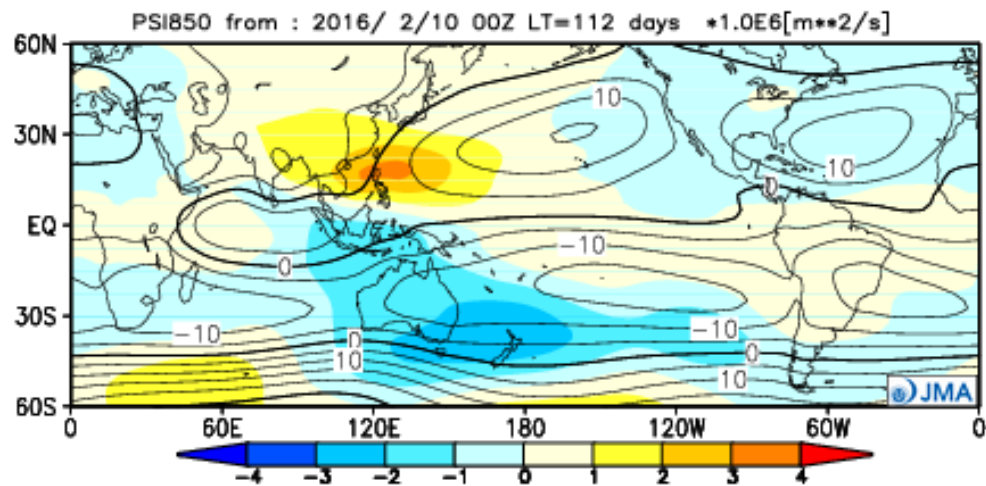 PSI850 from : 2016/ 2/10 00Z LT=112 days *1.0E6[m**2/s]
60N
10
30N
10
0
EQ
-10
0
30S
-10
-10
0
0
10
10
60S
JMA
0 60E 120E 180 120W 60W 0
-4 -3 -2 -1 0 1 2 3 4